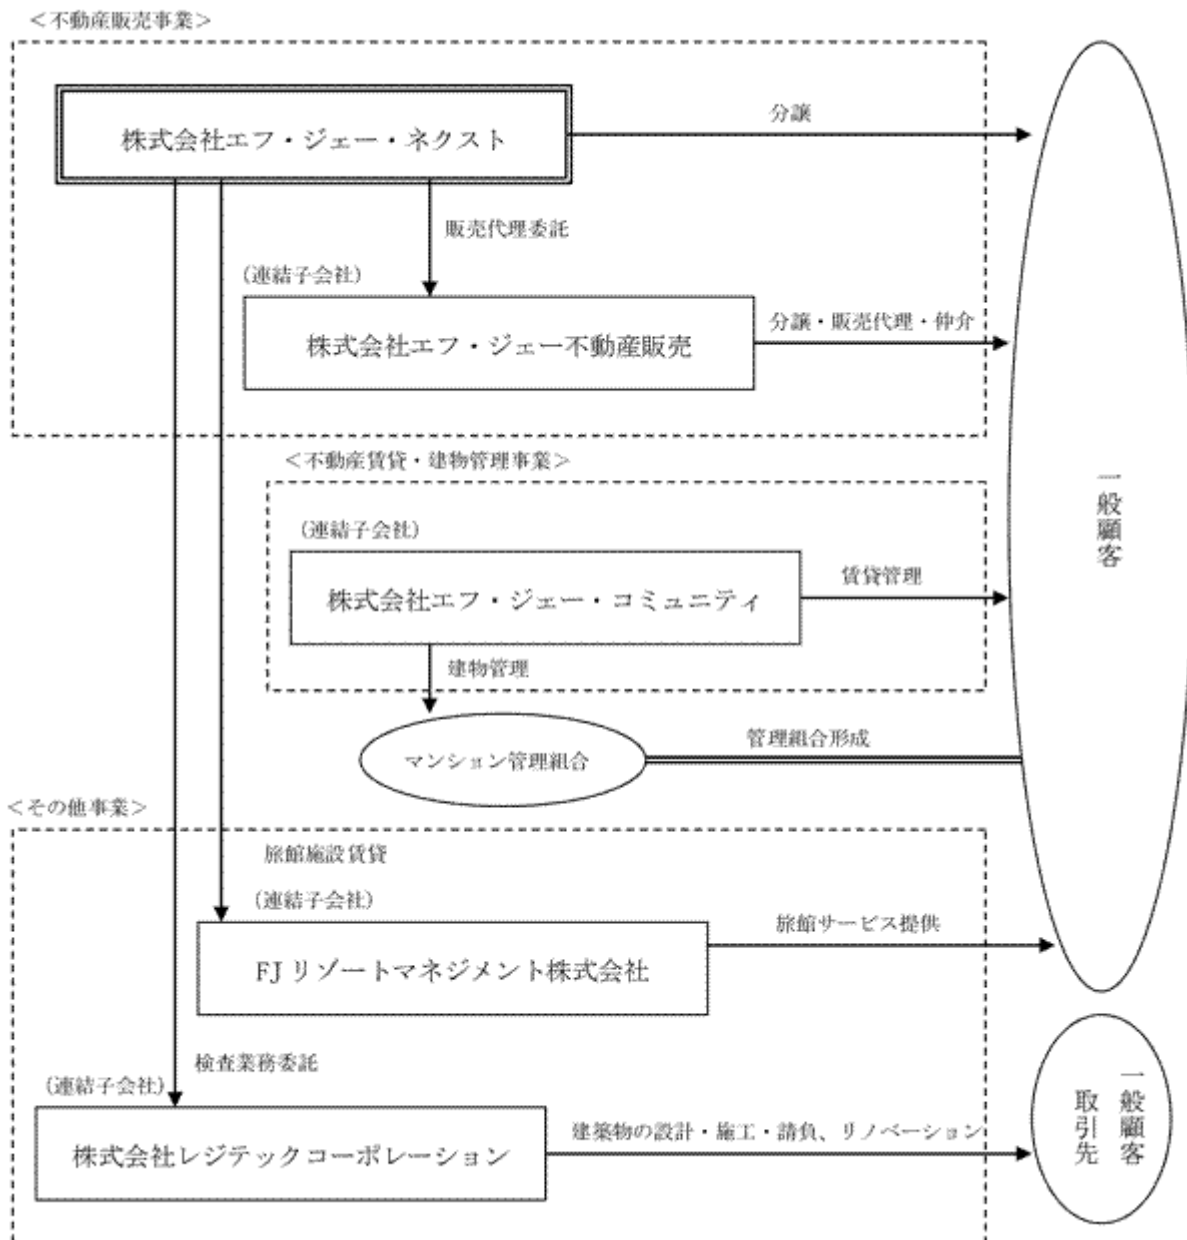 ＜不動産販売事業＞
株式会社エフ・ジェー・ネクスト
分譲
販売代理委託
(連結子会社)
株式会社エフ・ジェー不動産販売
分譲・販売代理・仲介
＜不動産賃貸・建物管理事業＞
(連結子会社)
株式会社エフ・ジェー・コミュニティ
賃貸管理
建物管理
マンション管理組合
管理組合形成
一般顧客
＜その他事業＞
旅館施設賃貸
(連結子会社)
FJリゾートマネジメント株式会社
旅館サービス提供
検査業務委託
(連結子会社)
株式会社レジテックコーポレーション
建築物の設計・施工・請負、リノベーション
一般顧客
取引先